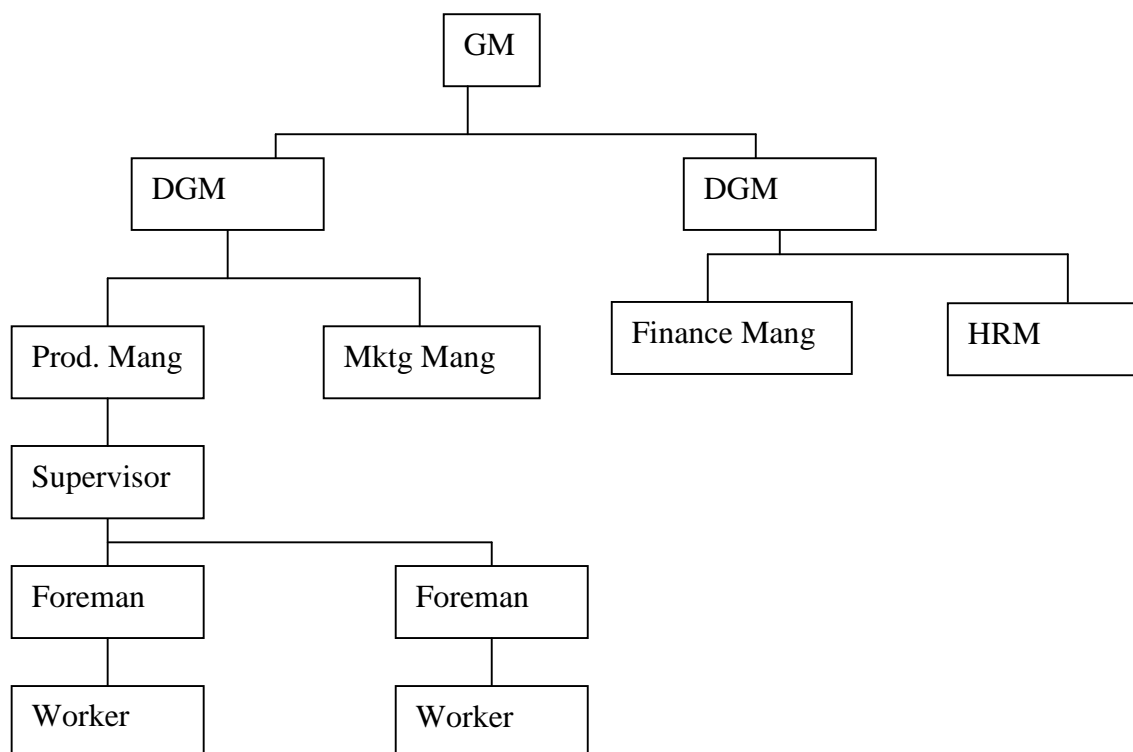 GM
DGM
DGM
Prod. Mang
Mktg Mang
Finance Mang
HRM
Supervisor
Foreman
Foreman
Worker
Worker